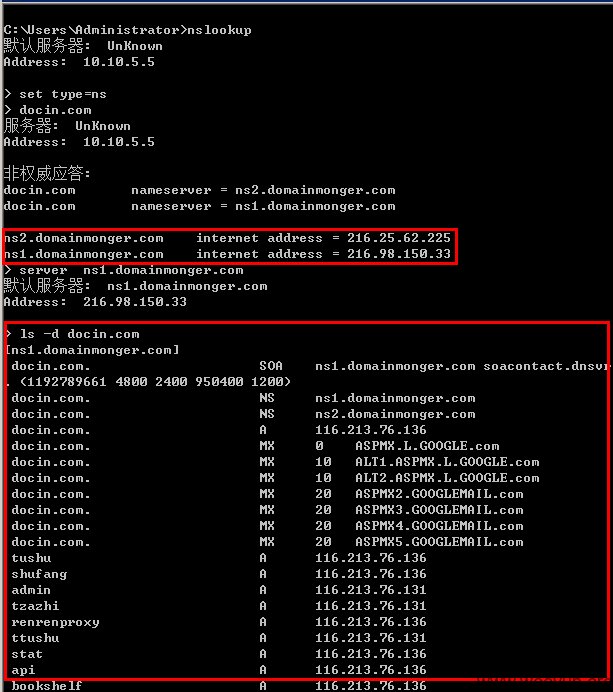 C:\Users\Administrator>nslookup
默认服务器:  UnKnown
Address:  10.10.5.5
> set type=ns
> docin.com
服务器:  UnKnown
Address:  10.10.5.5
非权威应答:
docin.com       nameserver = ns2.domainmonger.com
docin.com       nameserver = ns1.domainmonger.com
ns2.domainmonger.com    internet address = 216.25.62.225
ns1.domainmonger.com    internet address = 216.98.150.33
> server  ns1.domainmonger.com
默认服务器:  ns1.domainmonger.com
Address:  216.98.150.33
> ls -d docin.com
[ns1.domainmonger.com]
docin.com.                     SOA    ns1.domainmonger.com soacontact.dnsvr
. (1192789661 4800 2400 950400 1200)
docin.com.                     NS     ns1.domainmonger.com
docin.com.                     NS     ns2.domainmonger.com
docin.com.                     A      116.213.76.136
docin.com.                     MX     0    ASPMX.L.GOOGLE.com
docin.com.                     MX     10   ALT1.ASPMX.L.GOOGLE.com
docin.com.                     MX     10   ALT2.ASPMX.L.GOOGLE.com
docin.com.                     MX     20   ASPMX2.GOOGLEMAIL.com
docin.com.                     MX     20   ASPMX3.GOOGLEMAIL.com
docin.com.                     MX     20   ASPMX4.GOOGLEMAIL.com
docin.com.                     MX     20   ASPMX5.GOOGLEMAIL.com
tushu                          A      116.213.76.136
shufang                        A      116.213.76.136
admin                          A      116.213.76.131
tzazhi                         A      116.213.76.131
renrenproxy                    A      116.213.76.136
ttushu                         A      116.213.76.131
stat                           A      116.213.76.136
api                            A      116.213.76.136
bookshelf                      A      116.213.76.136